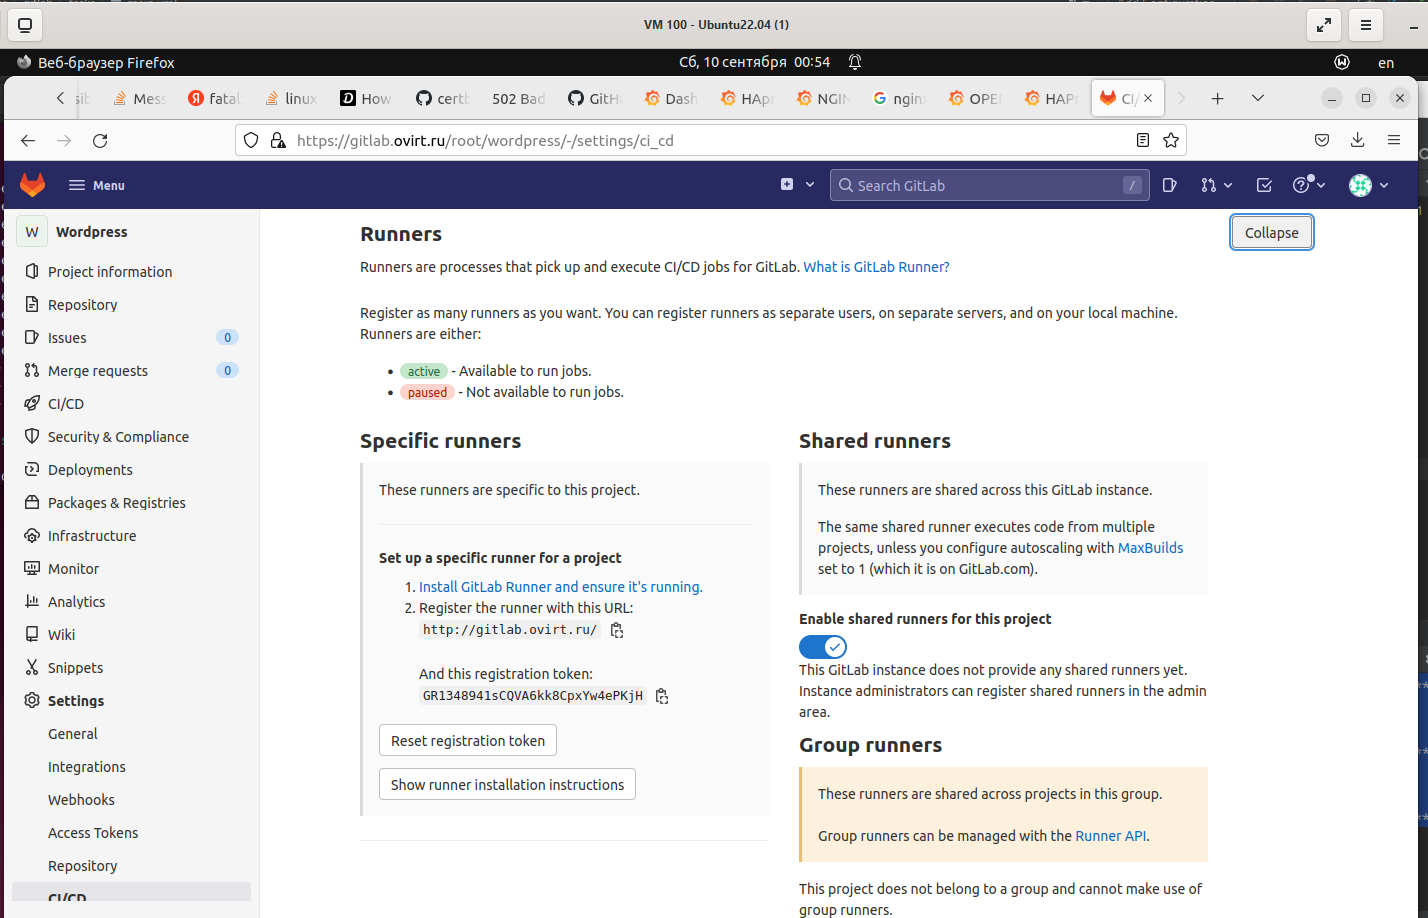 VM 100 - Ubuntu22.04 (1)
Веб-браузер Firefox
Сб, 10 сентября 00:54
en
Mess
fatal
linux
How
certb
502 Bad
GitHu
Dash
HApr
NGIN
nginx
OPEN
HAPr
CI/
https://gitlab.ovirt.ru/root/wordpress/-/settings/ci_cd
Menu
Search GitLab
/
W Wordpress
Project information
Repository
Issues 0
Merge requests 0
CI/CD
Security & Compliance
Deployments
Packages & Registries
Infrastructure
Monitor
Analytics
Wiki
Snippets
Settings
General
Integrations
Webhooks
Access Tokens
Repository
CI/CD
Runners
Collapse
Runners are processes that pick up and execute CI/CD jobs for GitLab. What is GitLab Runner?
Register as many runners as you want. You can register runners as separate users, on separate servers, and on your local machine.
Runners are either:
• active - Available to run jobs.
• paused - Not available to run jobs.
Specific runners
These runners are specific to this project.
Set up a specific runner for a project
1. Install GitLab Runner and ensure it's running.
2. Register the runner with this URL:
http://gitlab.ovirt.ru/
And this registration token:
GR1348941sCQVA6kk8CpxYw4ePKjH
Reset registration token
Show runner installation instructions
Shared runners
These runners are shared across this GitLab instance.
The same shared runner executes code from multiple
projects, unless you configure autoscaling with MaxBuilds
set to 1 (which it is on GitLab.com).
Enable shared runners for this project
This GitLab instance does not provide any shared runners yet.
Instance administrators can register shared runners in the admin
area.
Group runners
These runners are shared across projects in this group.
Group runners can be managed with the Runner API.
This project does not belong to a group and cannot make use of
group runners.